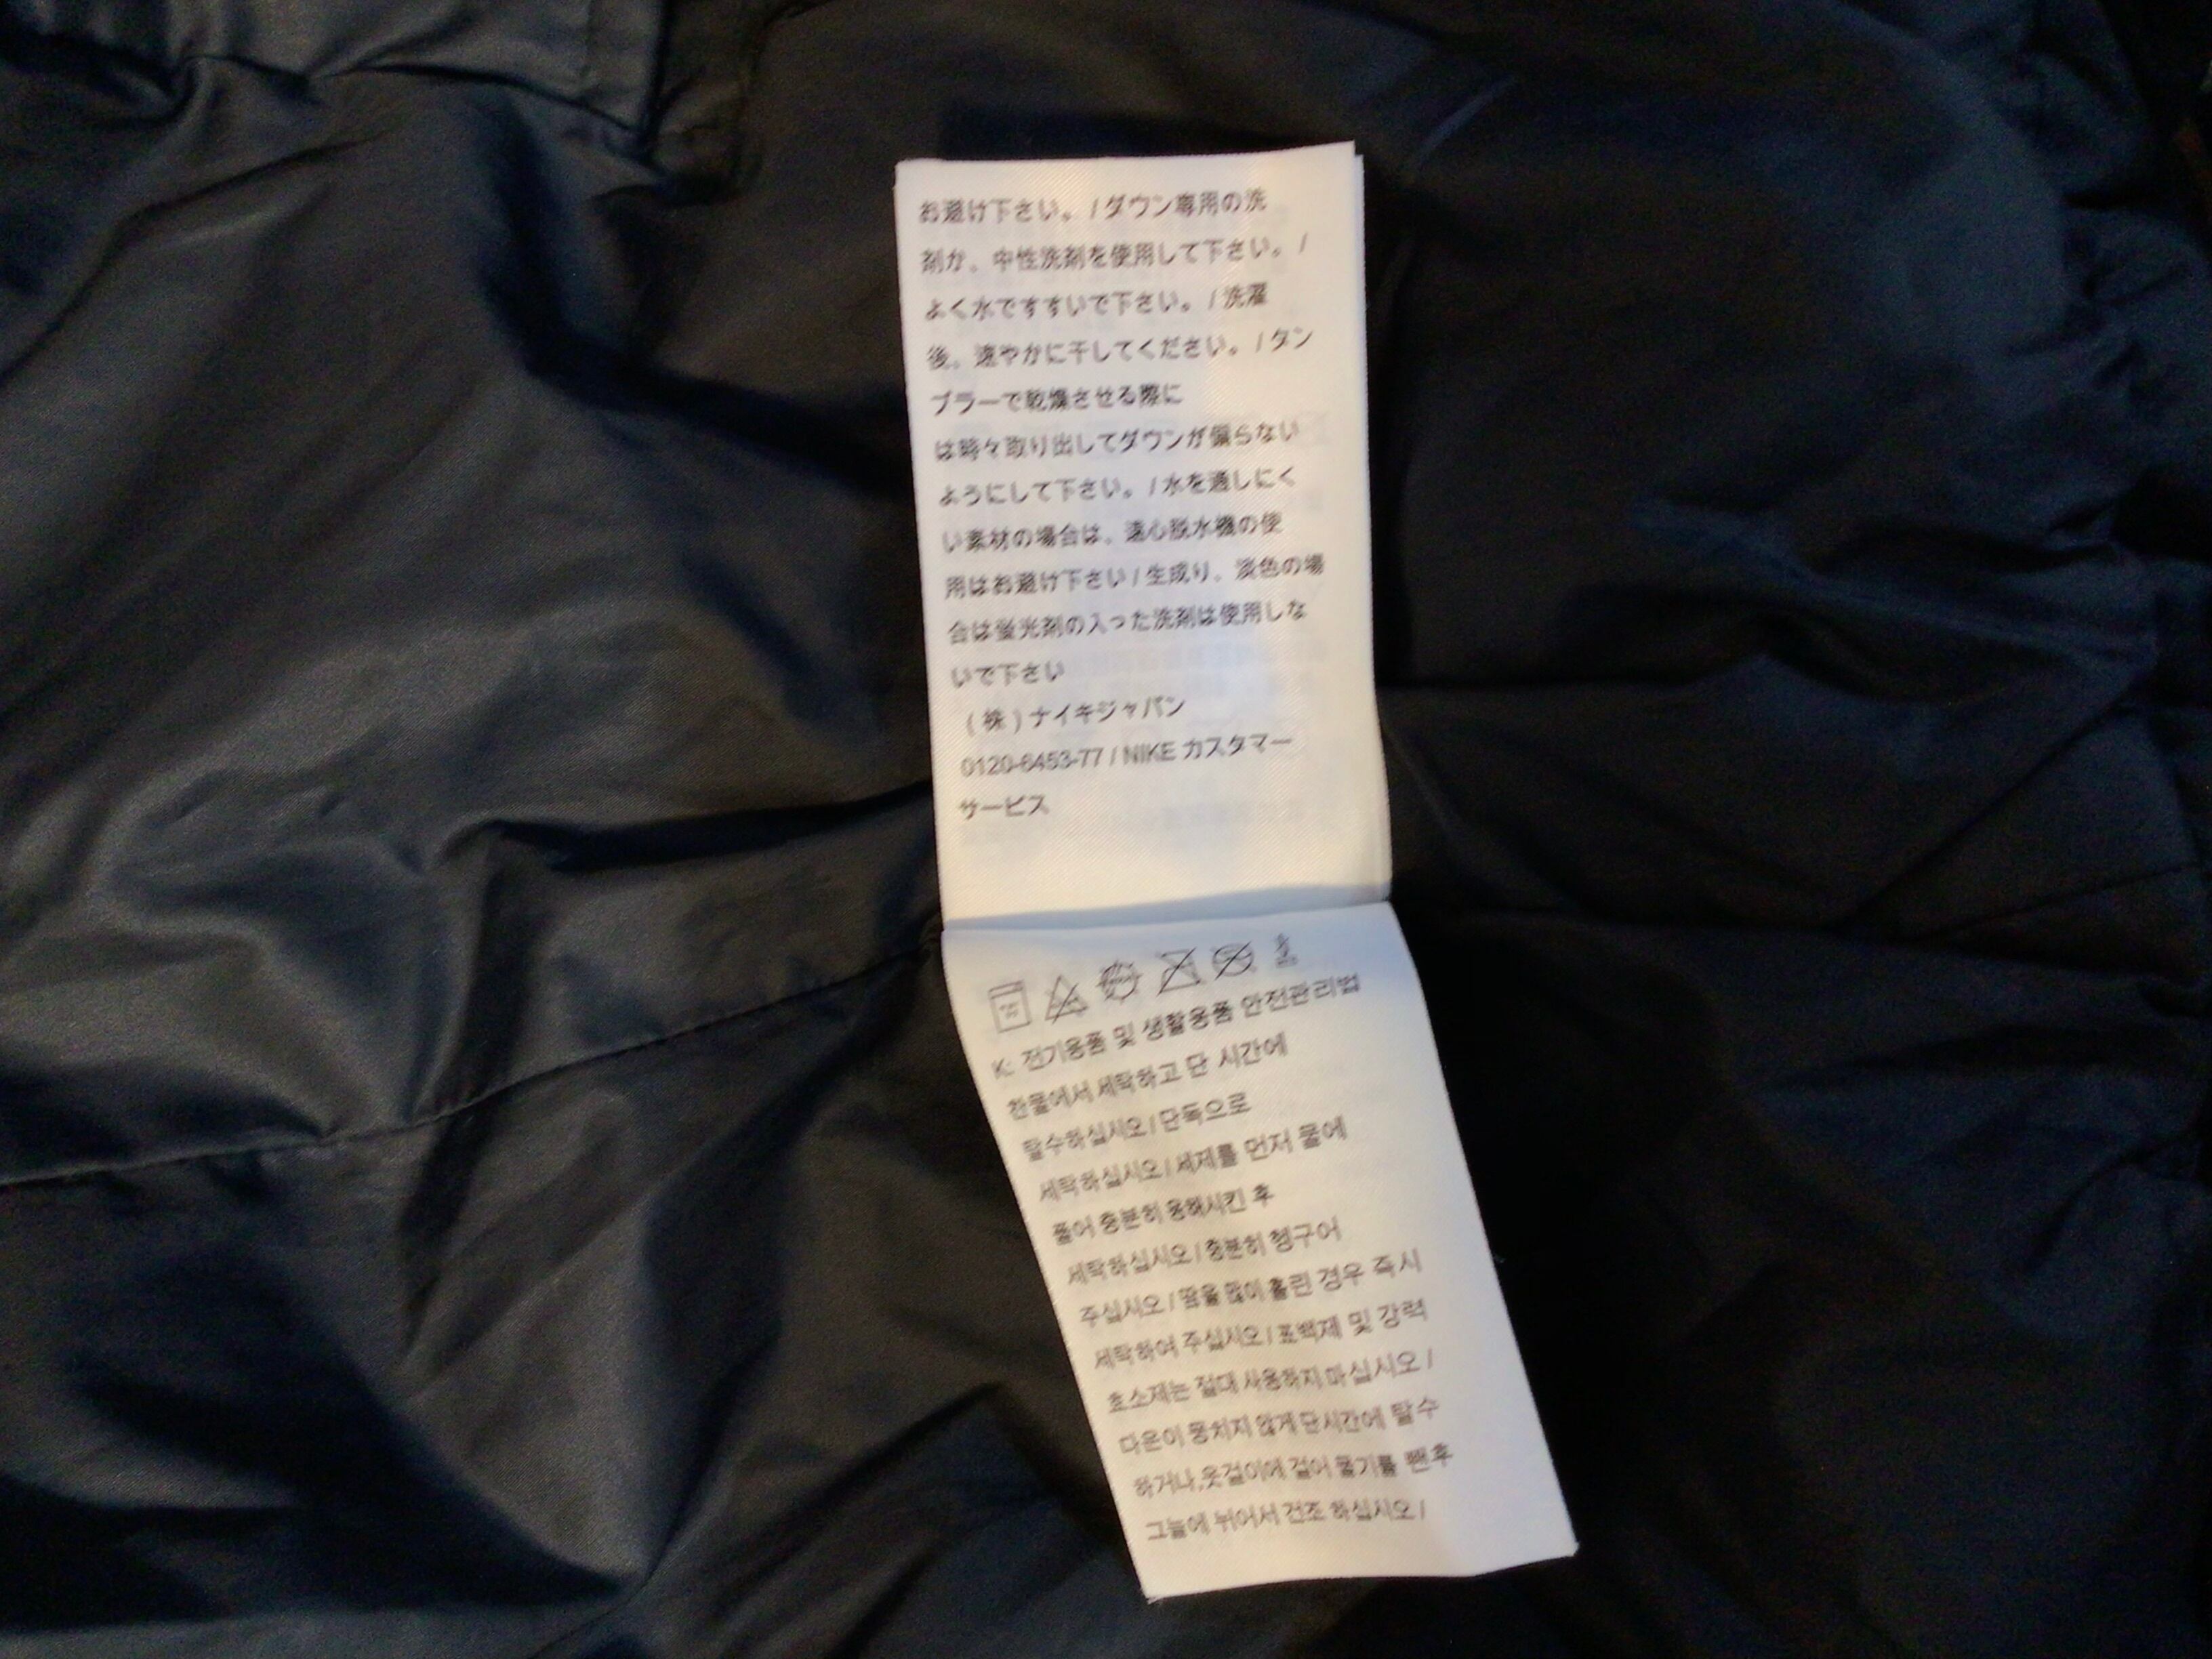 お避け下さい。 / ダウン専用の洗
剤か、中性洗剤を使用して下さい。 /
よく水ですすいで下さい。 / 洗濯
後、速やかに干してください。 / タン
ブラーで乾燥させる際に
は時々取り出してダウンが偏らない
ようにして下さい。 / 水を通しにく
い素材の場合は、遠心脱水機の使
用はお避け下さい / 生成り、淡色の場
合は蛍光剤の入った洗剤は使用しな
いで下さい
(株)ナイキジャパン
0120-6453-77 / NIKE カスタマー
サービス
K: 전기용품 및 생활용품 안전관리법
찬물에서 세탁하고 단 시간에
탈수하십시오 / 단독으로
세탁하십시오 / 세제를 먼저 물에
풀어 충분히 용해시킨 후
세탁하십시오 / 충분히 헹구어
주십시오 / 땀을 많이 흘린 경우 즉시
세탁하여 주십시오 / 표백제 및 강력
효소제는 절대 사용하지 마십시오 /
다운이 뭉치지 않게 단시간에 탈수
하거나,옷걸이에 걸어 물기를 뺀후
그늘에 뉘어서 건조 하십시오 /